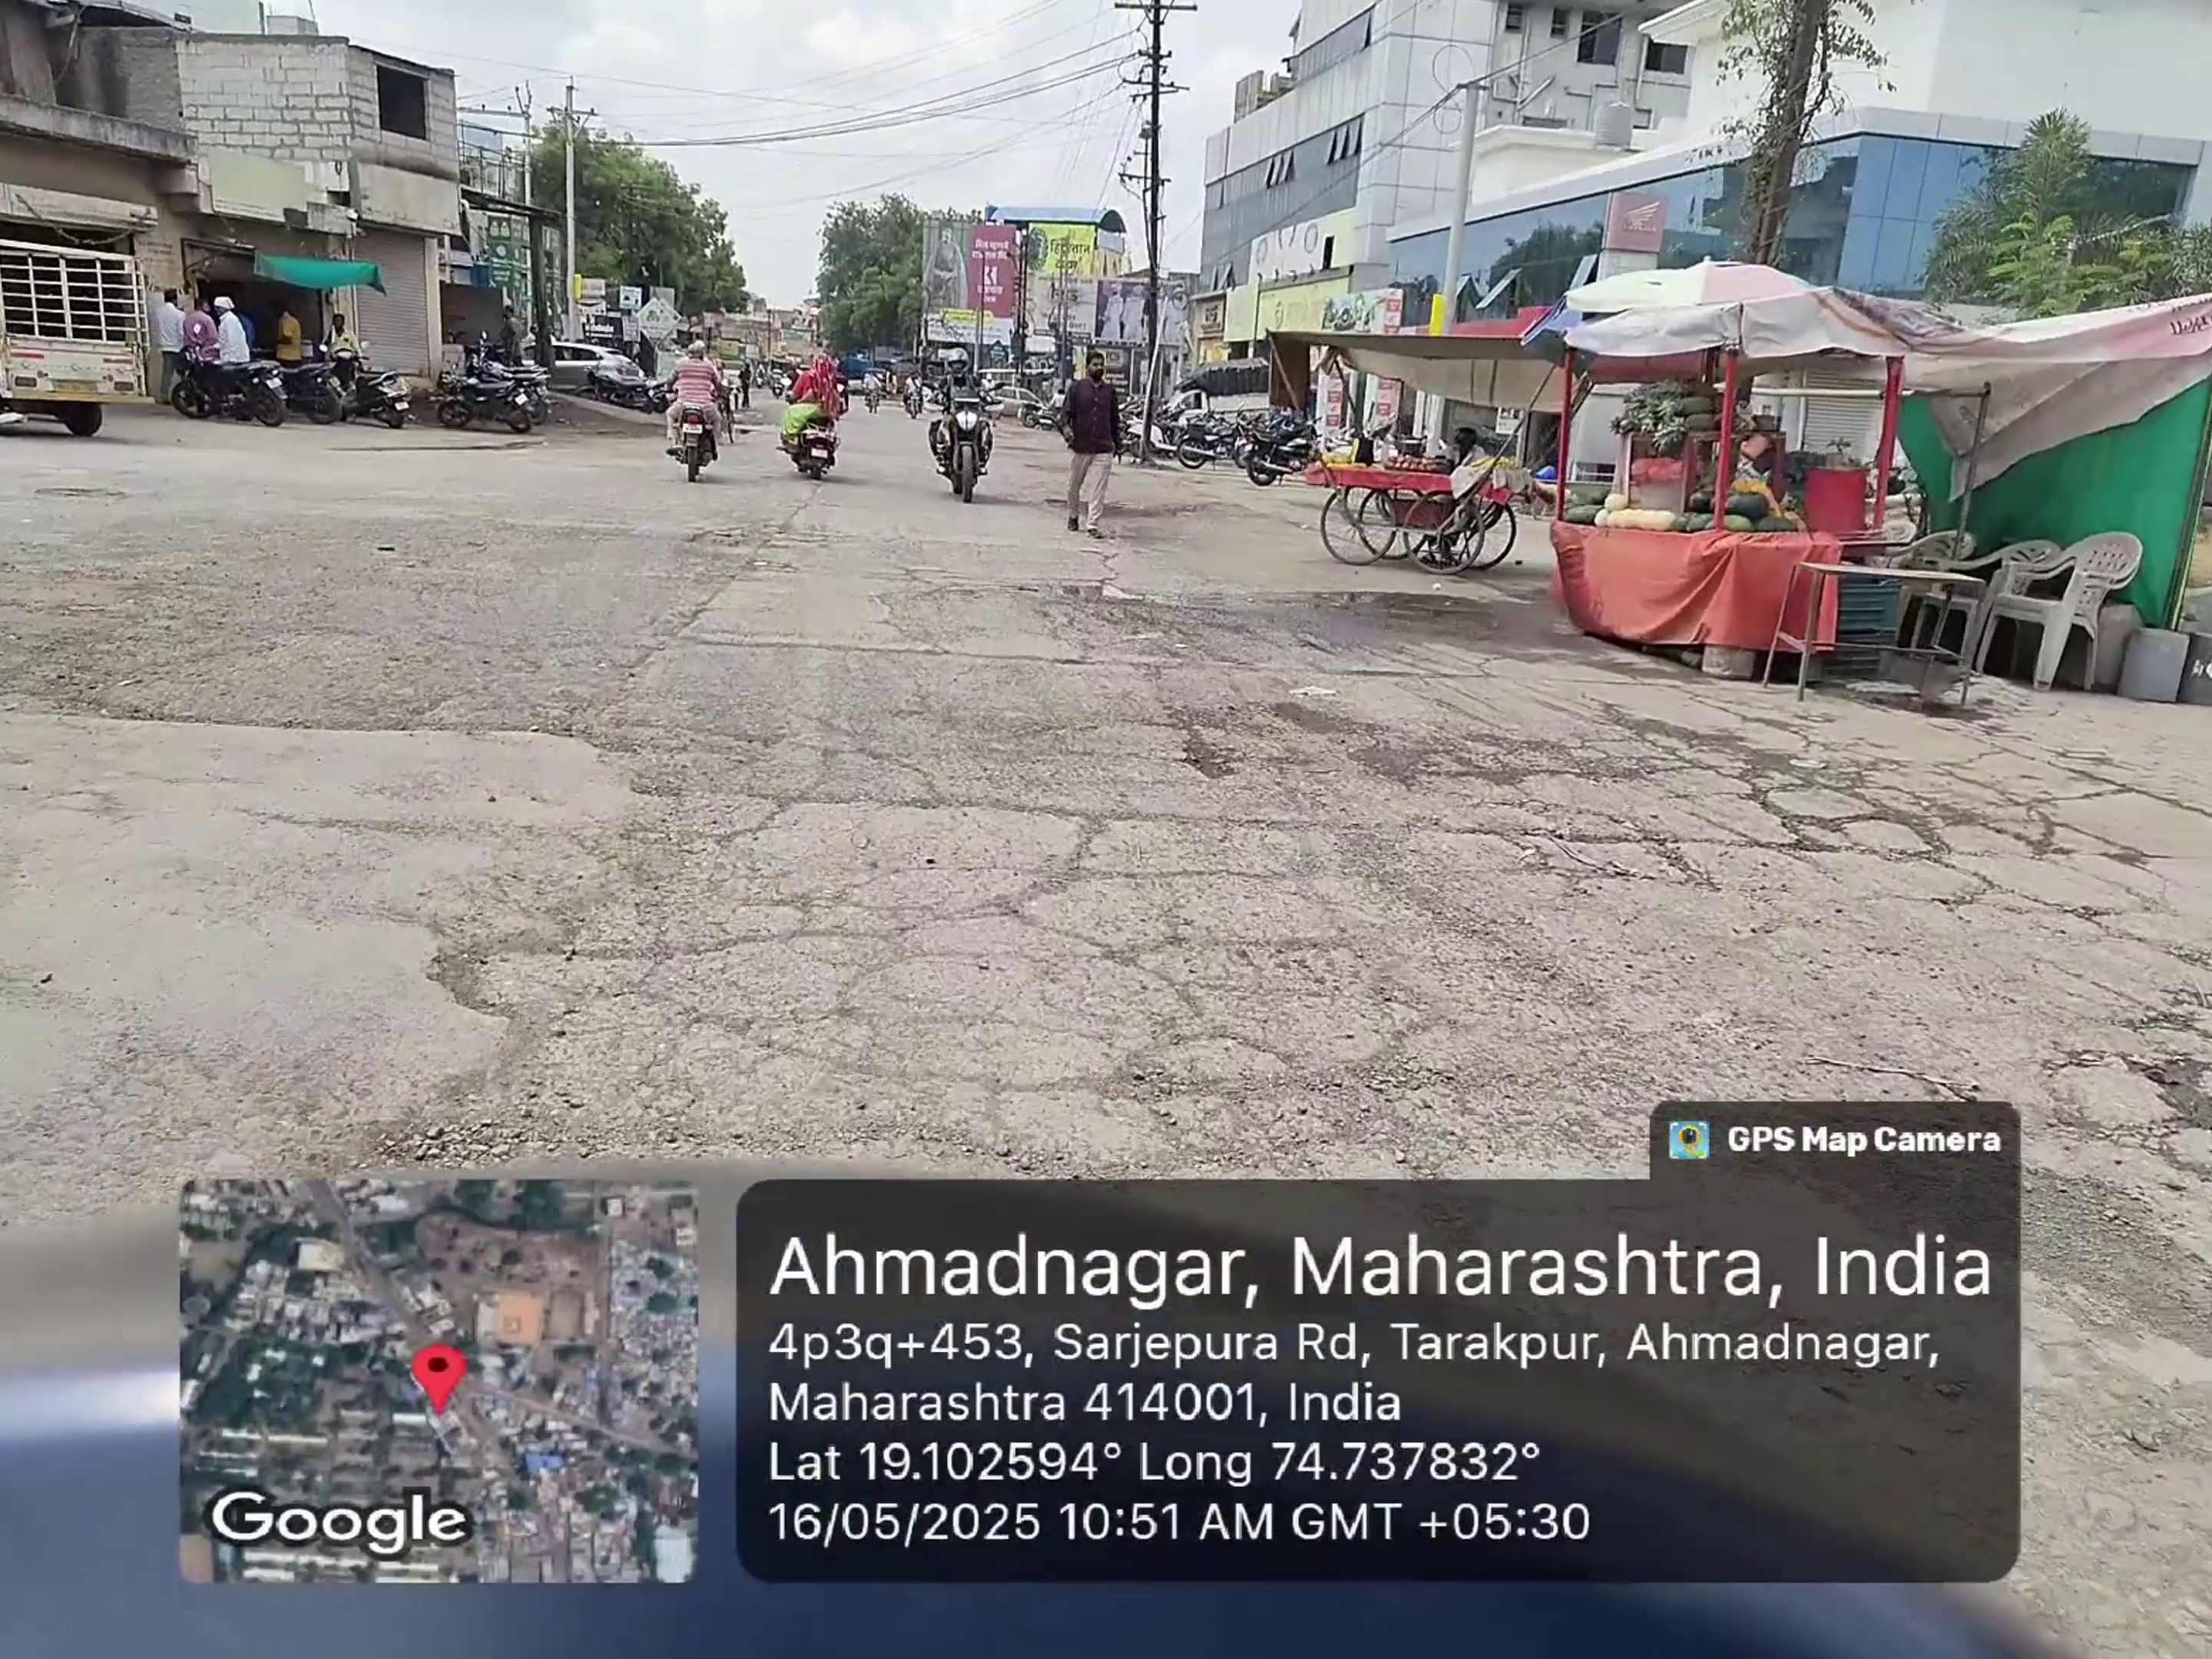 हिंदुस्तान
HONDA
GPS Map Camera
Ahmadnagar, Maharashtra, India
4p3q+453, Sarjepura Rd, Tarakpur, Ahmadnagar,
Maharashtra 414001, India
Lat 19.102594° Long 74.737832°
16/05/2025 10:51 AM GMT +05:30
Google